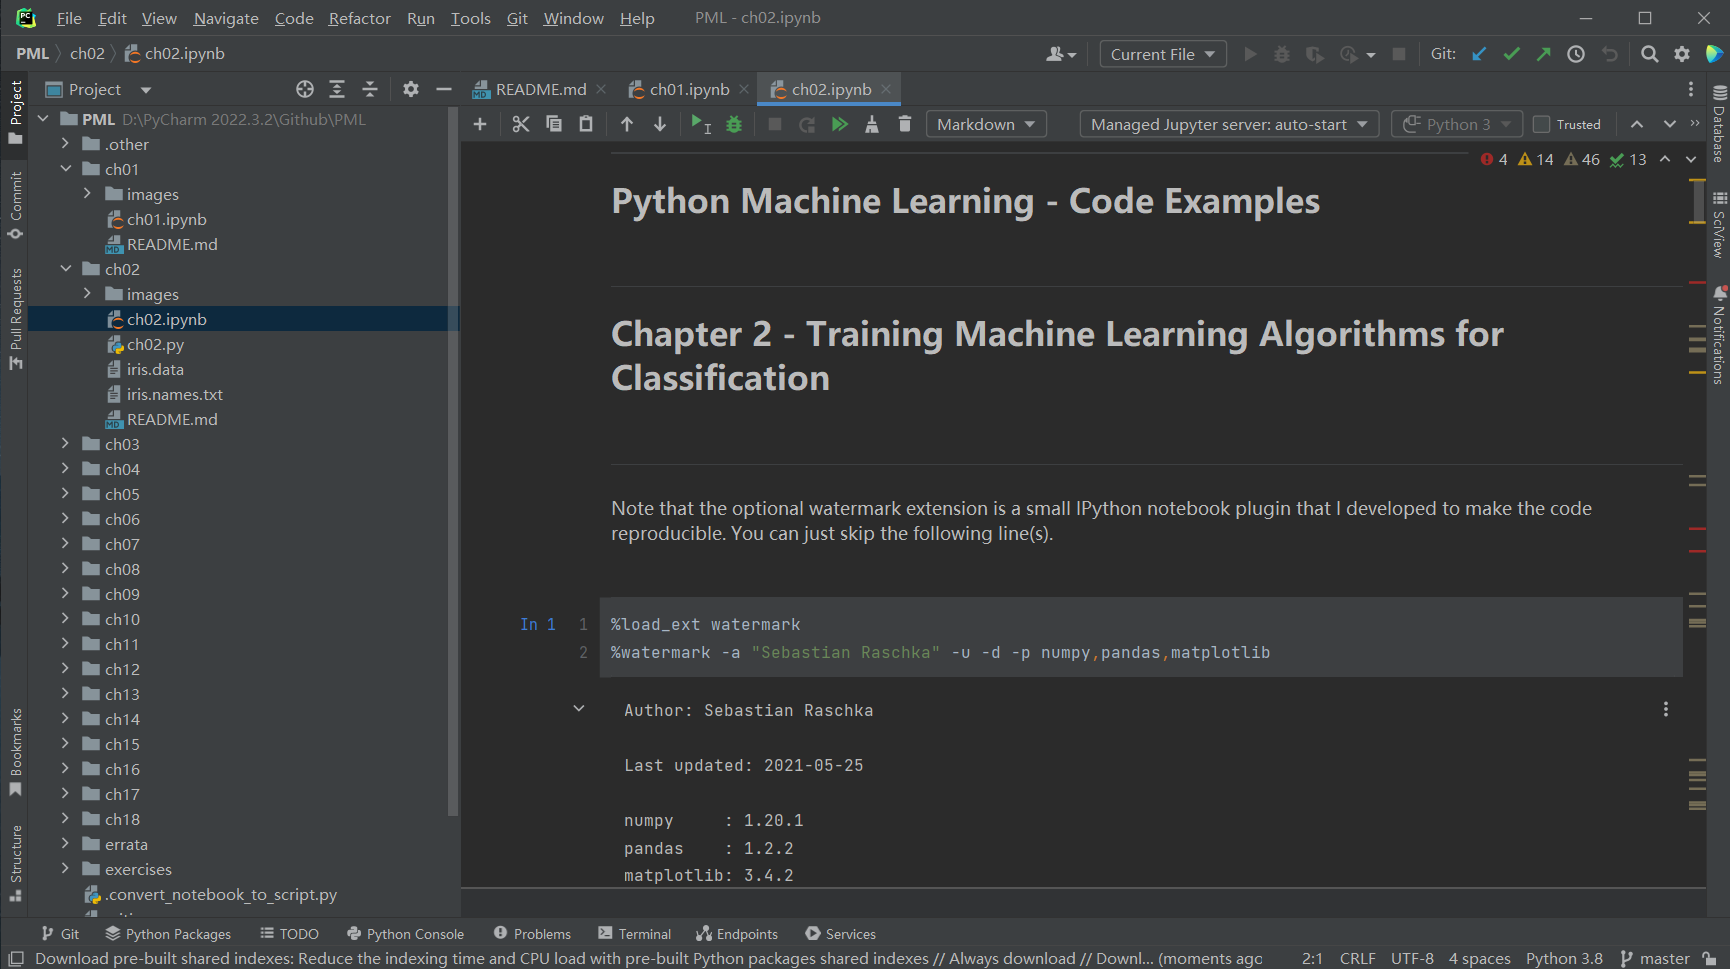 File Edit View Navigate Code Refactor Run Tools Git Window Help PML - ch02.ipynb
PML ch02 ch02.ipynb Current File Git:
Project README.md ch01.ipynb ch02.ipynb
Markdown Managed Jupyter server: auto-start Python 3 Trusted
4 14 46 13
Project
Commit
Pull Requests
Bookmarks
Structure
PML D:\PyCharm 2022.3.2\Github\PML
.other
ch01
images
ch01.ipynb
README.md
ch02
images
ch02.ipynb
ch02.py
iris.data
iris.names.txt
README.md
ch03
ch04
ch05
ch06
ch07
ch08
ch09
ch10
ch11
ch12
ch13
ch14
ch15
ch16
ch17
ch18
errata
exercises
.convert_notebook_to_script.py
Python Machine Learning - Code Examples
Chapter 2 - Training Machine Learning Algorithms for
Classification
Note that the optional watermark extension is a small IPython notebook plugin that I developed to make the code
reproducible. You can just skip the following line(s).
In 1 1 %load_ext watermark
2 %watermark -a "Sebastian Raschka" -u -d -p numpy,pandas,matplotlib
Author: Sebastian Raschka
Last updated: 2021-05-25
numpy : 1.20.1
pandas : 1.2.2
matplotlib: 3.4.2
Database
SciView
Notifications
Git Python Packages TODO Python Console Problems Terminal Endpoints Services
Download pre-built shared indexes: Reduce the indexing time and CPU load with pre-built Python packages shared indexes // Always download // Downl... (moments ago 2:1 CRLF UTF-8 4 spaces Python 3.8 master